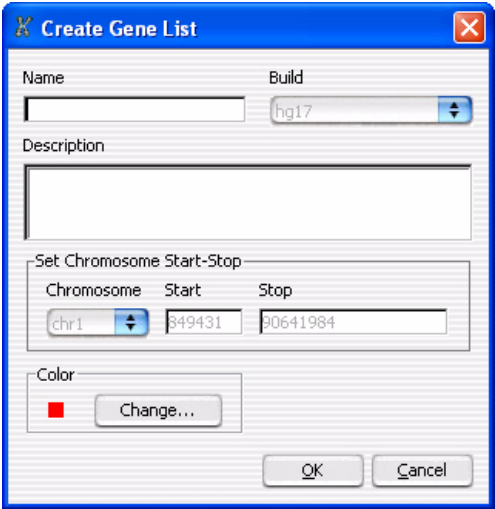 Create Gene List
Name Build
hg17
Description
Set Chromosome Start-Stop
Chromosome Start Stop
chr1 849431 90641984
Color
Change...
OK Cancel